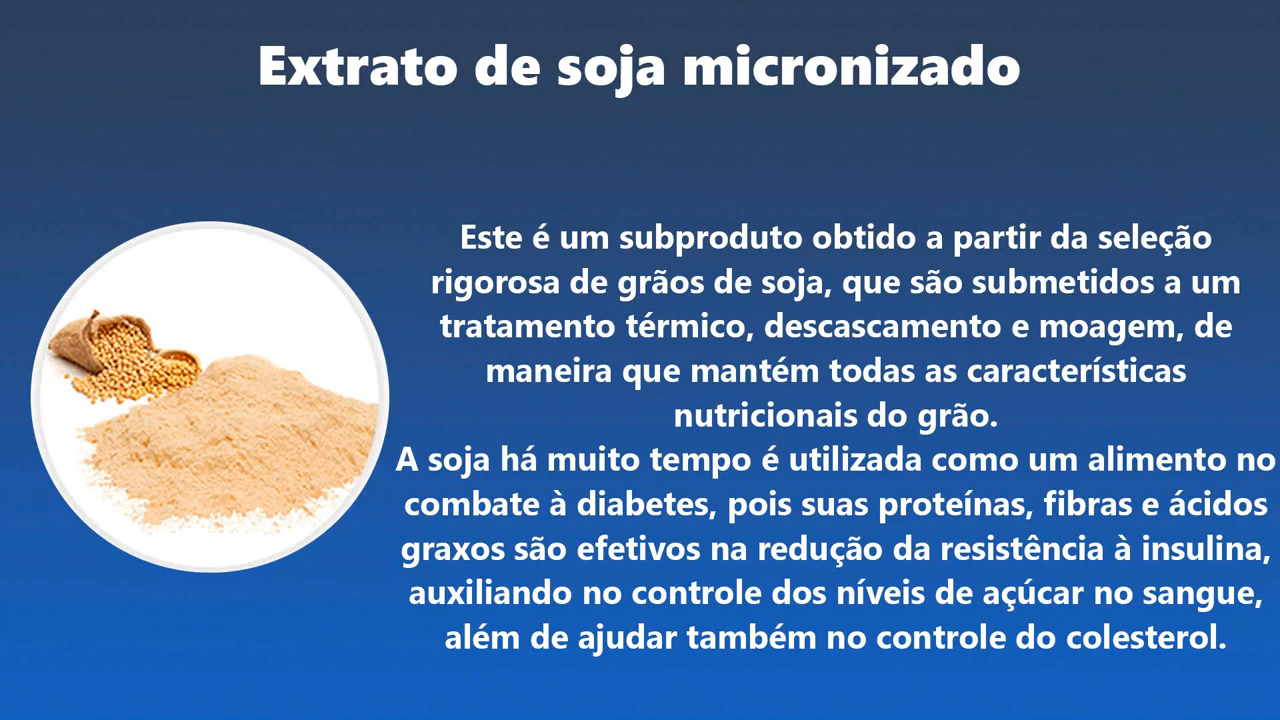 Extrato de soja micronizado
Este é um subproduto obtido a partir da seleção
rigorosa de grãos de soja, que são submetidos a um
tratamento térmico, descascamento e moagem, de
maneira que mantém todas as características
nutricionais do grão.
A soja há muito tempo é utilizada como um alimento no
combate à diabetes, pois suas proteínas, fibras e ácidos
graxos são efetivos na redução da resistência à insulina,
auxiliando no controle dos níveis de açúcar no sangue,
além de ajudar também no controle do colesterol.